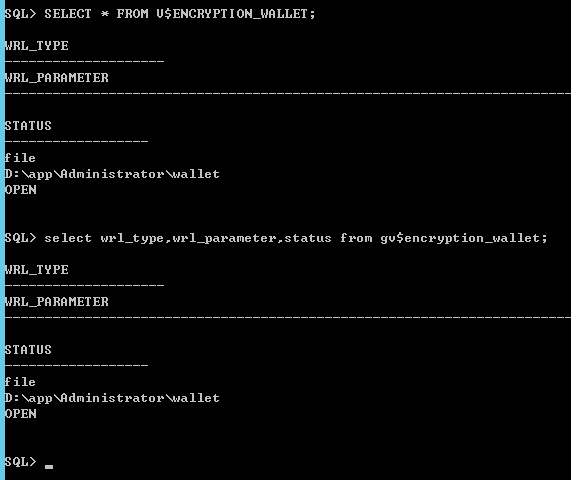 SQL> SELECT * FROM V$ENCRYPTION_WALLET;
WRL_TYPE
--------------------
WRL_PARAMETER
--------------------------------------------------------------------------------
STATUS
------------------
file
D:\app\Administrator\wallet
OPEN
SQL> select wrl_type,wrl_parameter,status from gv$encryption_wallet;
WRL_TYPE
--------------------
WRL_PARAMETER
--------------------------------------------------------------------------------
STATUS
------------------
file
D:\app\Administrator\wallet
OPEN
SQL> _